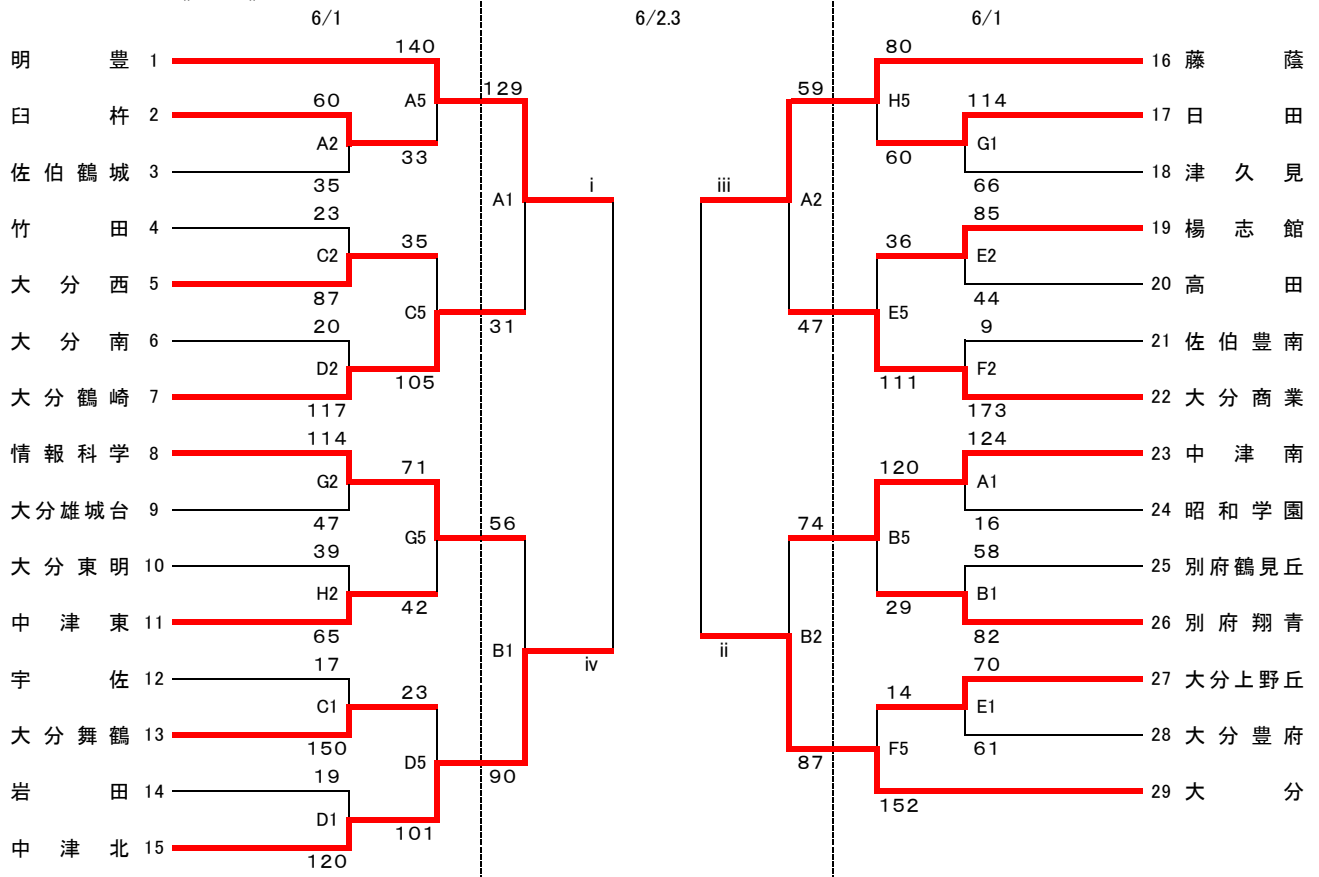 6/1 6/2.3 6/1
明豊 1 140 129 59 80 16 藤蔭
A5 H5
臼杵 2 60 114 17 日田
A2 G1
33 60
佐伯鶴城 3 35 66 18 津久見
A1 i iii A2
竹田 4 23 85 19 楊志館
C2 35 36 E2
大分西 5 87 44 20 高田
C5 31 47 E5
大分南 6 20 9 21 佐伯豊南
D2 105 111 F2
大分鶴崎 7 117 173 22 大分商業
情報科学 8 114 124 23 中津南
G2 71 120 A1
大分雄城台 9 47 16 24 昭和学園
G5 56 74 B5
大分東明 10 39 58 25 別府鶴見丘
H2 42 29 B1
中津東 11 65 82 26 別府翔青
B1 iv ii B2
宇佐 12 17 70 27 大分上野丘
C1 23 14 E1
大分舞鶴 13 150 61 28 大分豊府
D5 90 87 F5
岩田 14 19 152 29 大分
D1 101
中津北 15 120